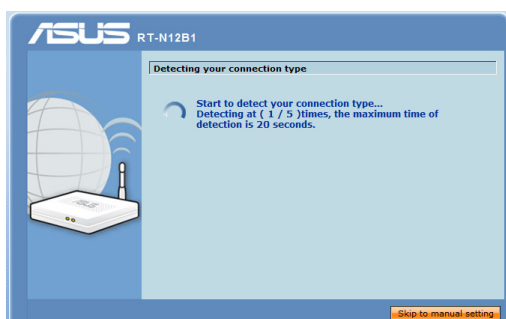 ASUS RT-N12B1
Detecting your connection type
Start to detect your connection type...
Detecting at ( 1 / 5 )times, the maximum time of
detection is 20 seconds.
ASUS
Skip to manual setting